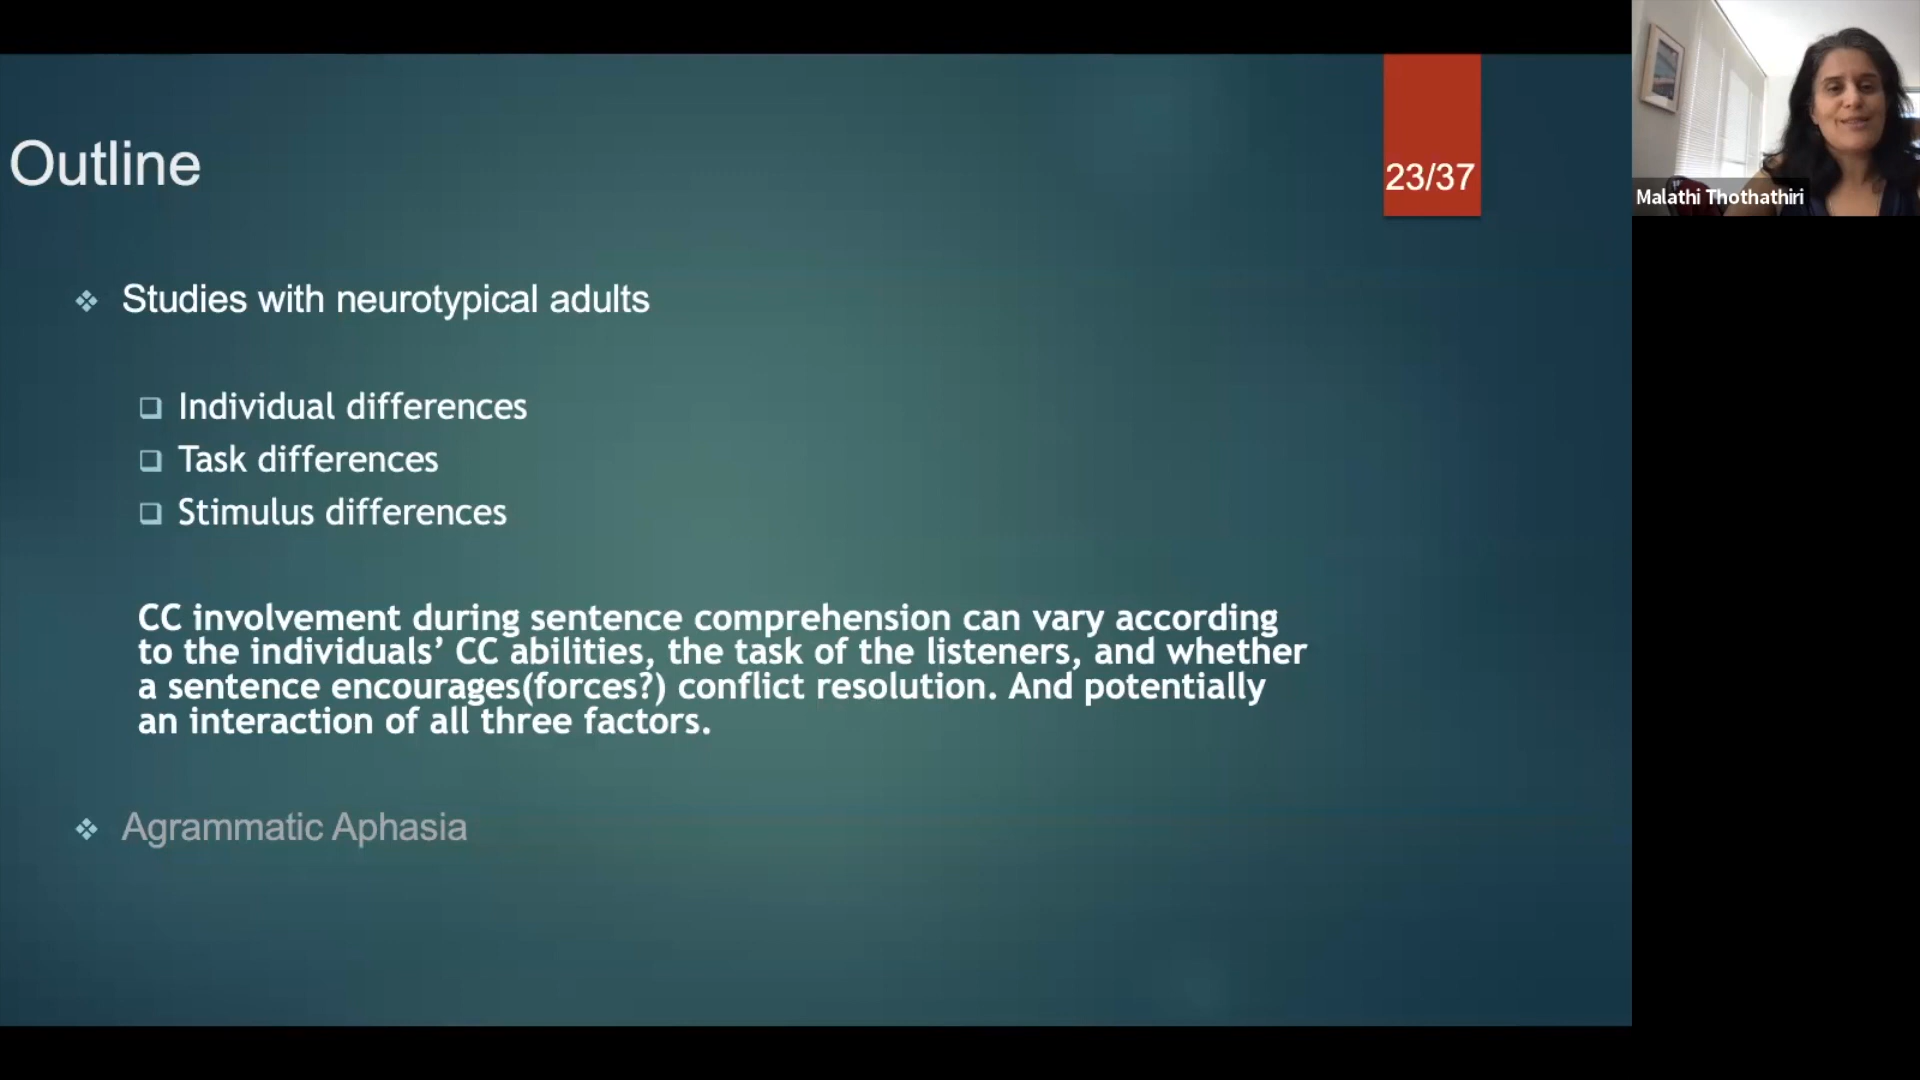 Outline
23/37
Malathi Thothathiri
Studies with neurotypical adults
Individual differences
Task differences
Stimulus differences
CC involvement during sentence comprehension can vary according
to the individuals’ CC abilities, the task of the listeners, and whether
a sentence encourages(forces?) conflict resolution. And potentially
an interaction of all three factors.
Agrammatic Aphasia